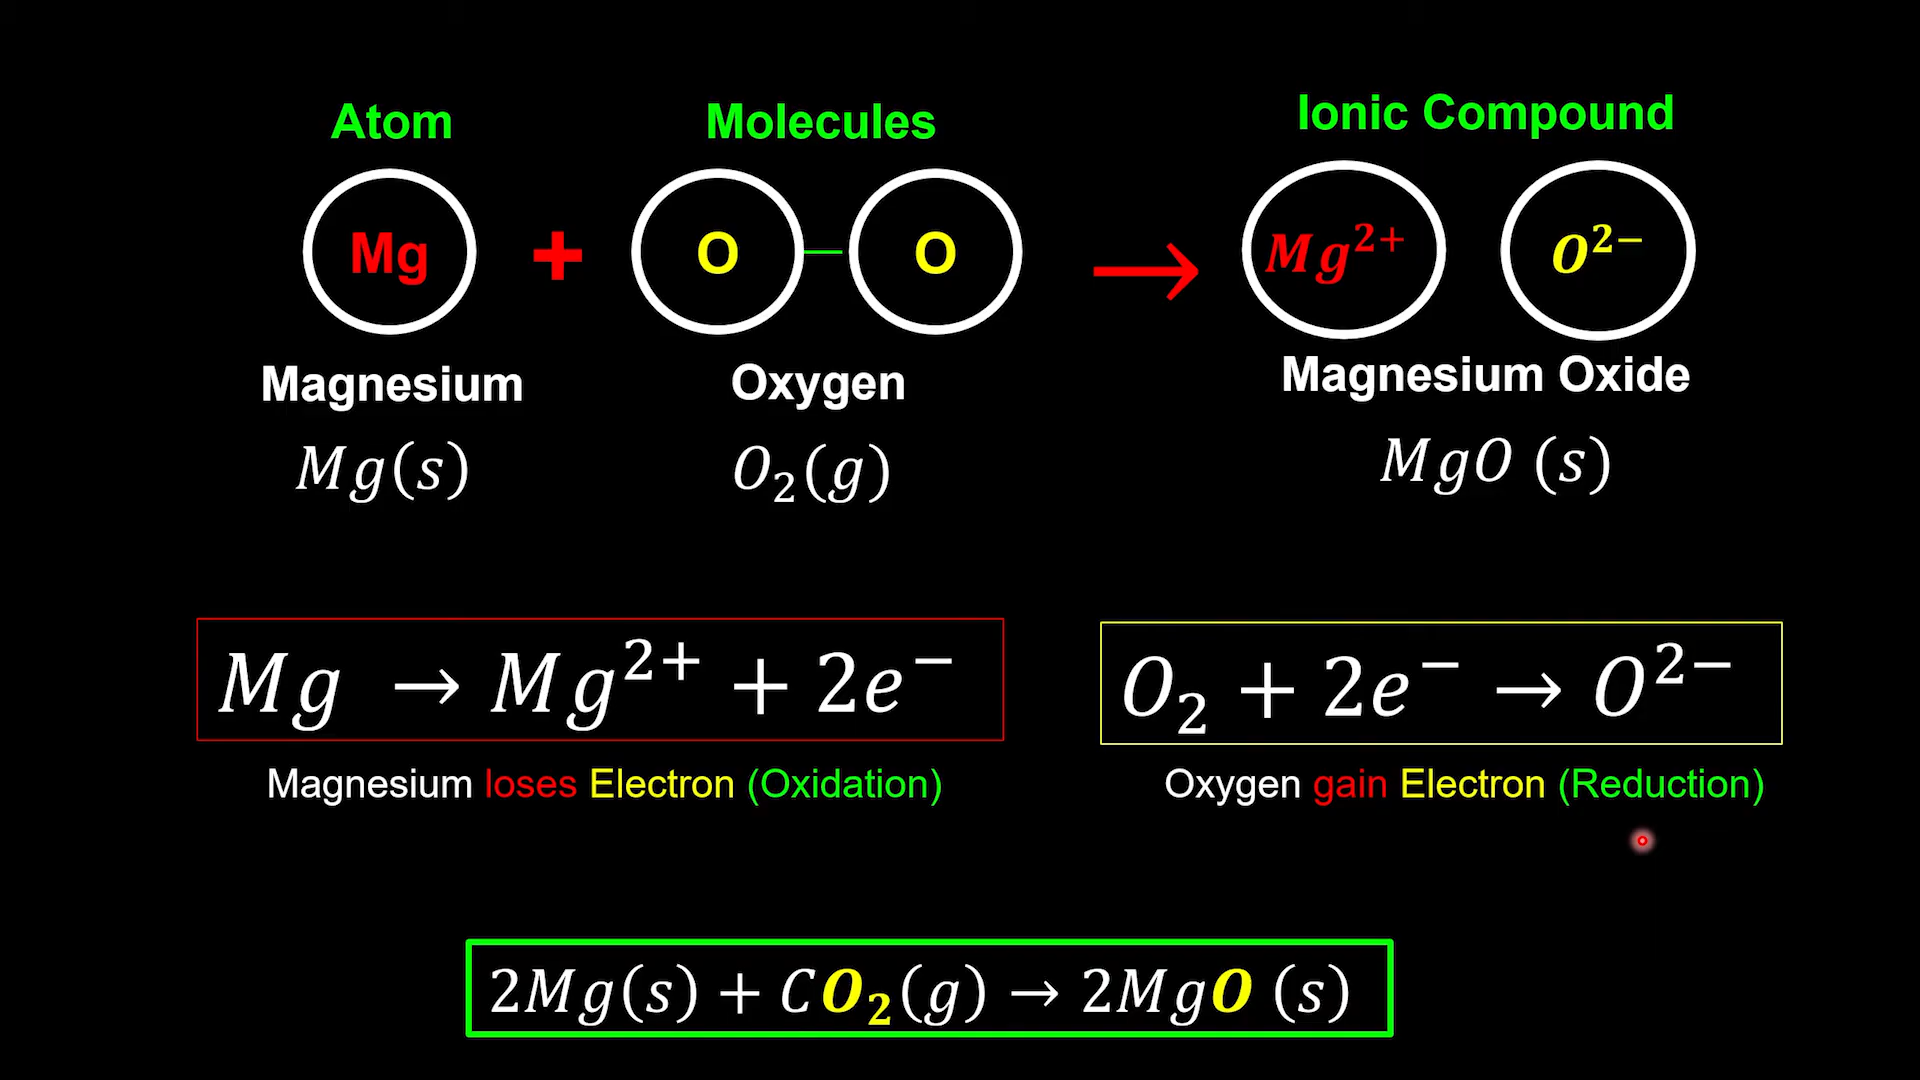 Atom
Molecules
Ionic Compound
Mg + O — O → Mg²⁺ O²⁻
Magnesium
Oxygen
Magnesium Oxide
Mg(s)
O₂(g)
MgO (s)
Mg → Mg²⁺ + 2e⁻
O₂ + 2e⁻ → O²⁻
Magnesium loses Electron (Oxidation)
Oxygen gain Electron (Reduction)
2Mg(s) + CO₂(g) → 2MgO (s)